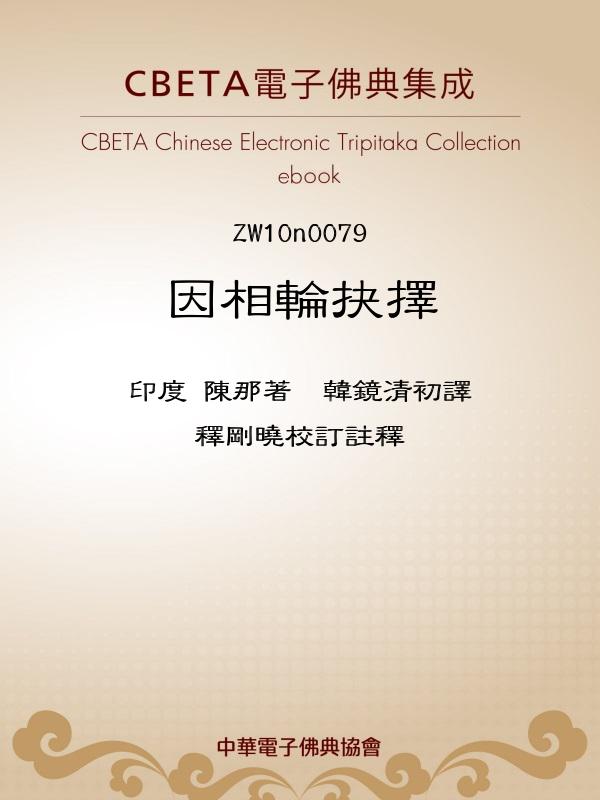 CBETA電子佛典集成
CBETA Chinese Electronic Tripitaka Collection
ebook
ZW10n0079
因相輪抉擇
印度 陳那著　韓鏡清初譯
釋剛曉校訂註釋
中華電子佛典協會